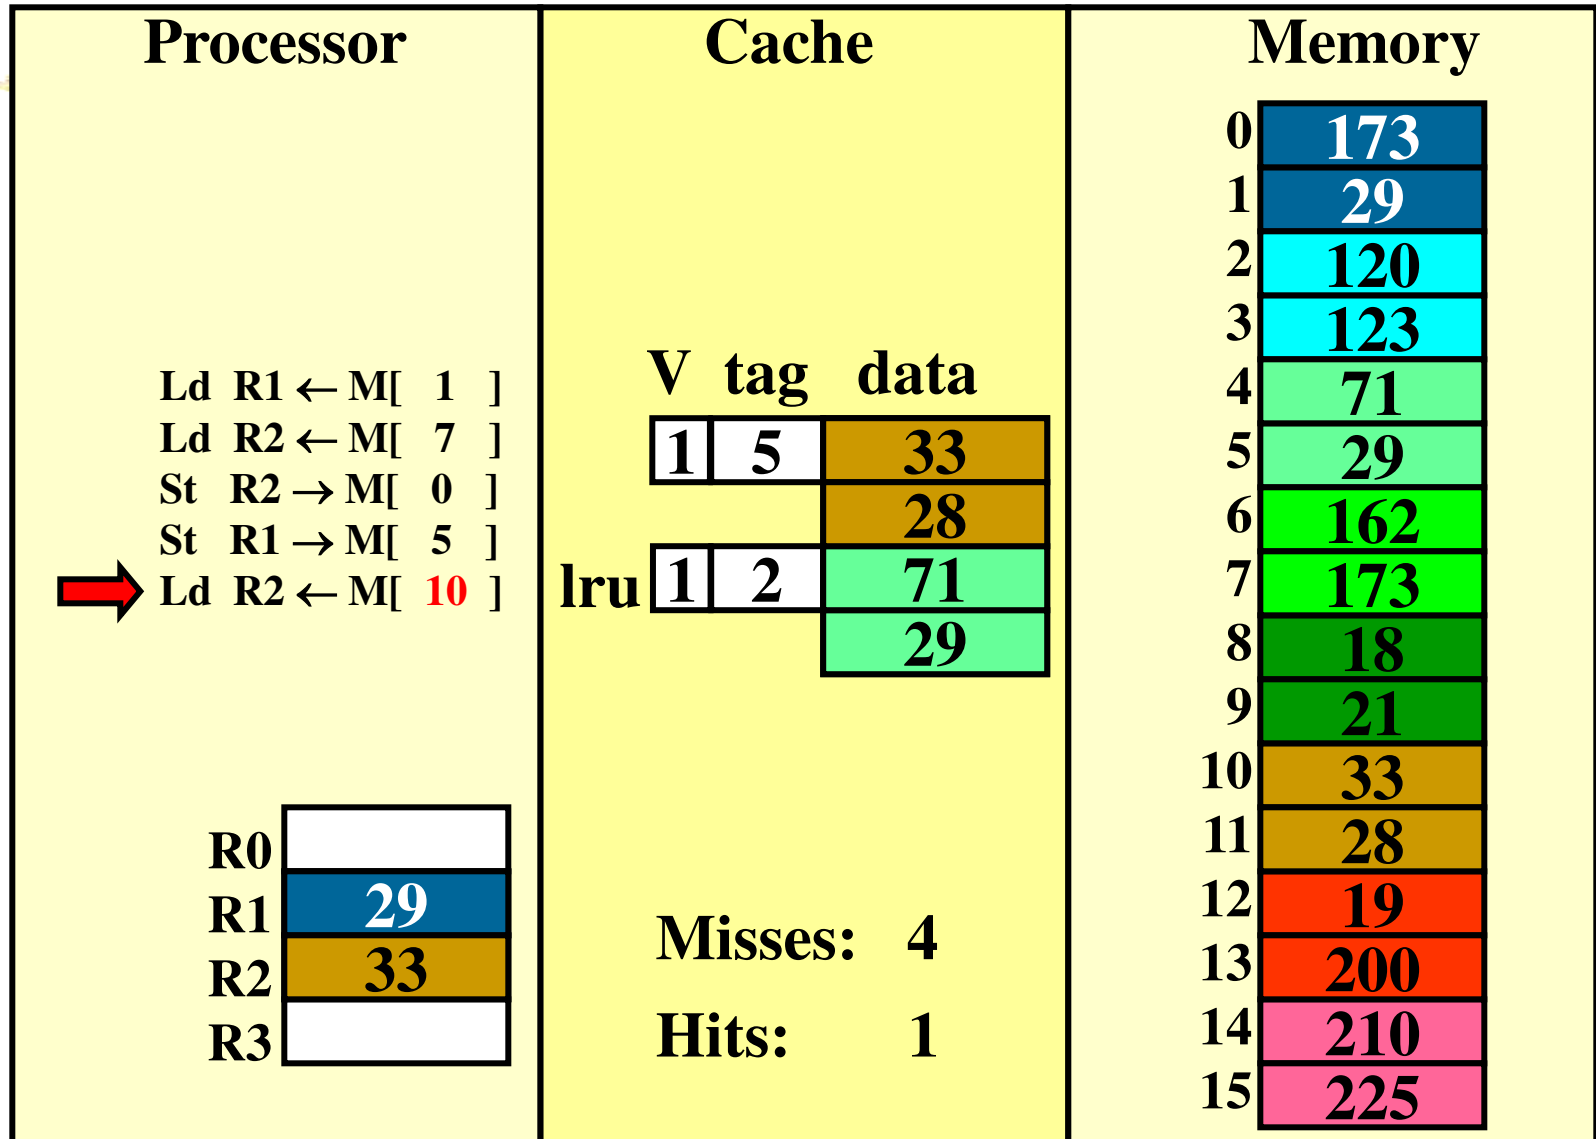 Processor
Ld R1 ← M[ 1 ]
Ld R2 ← M[ 7 ]
St R2 → M[ 0 ]
St R1 → M[ 5 ]
Ld R2 ← M[ 10 ]
R0
R1 29
R2 33
R3
Cache
V tag data
1 5 33
28
lru 1 2 71
29
Misses: 4
Hits: 1
Memory
0 173
1 29
2 120
3 123
4 71
5 29
6 162
7 173
8 18
9 21
10 33
11 28
12 19
13 200
14 210
15 225